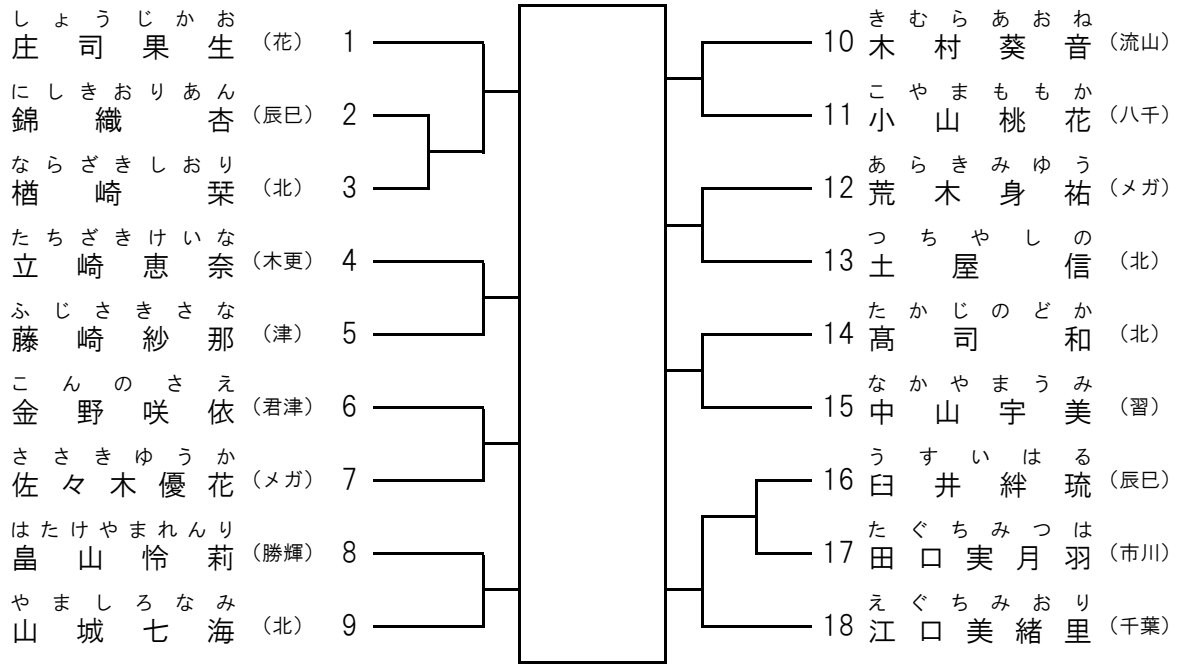 しょうじかお
庄司果生 （花） 1
にしきおりあん
錦織杏 （辰巳） 2
ならざきしおり
楢崎栞 （北） 3
たちざきけいな
立崎恵奈 （木更） 4
ふじさきさな
藤崎紗那 （津） 5
こんのさえ
金野咲依 （君津） 6
ささきゆうか
佐々木優花 （メガ） 7
はたけやまれんり
畠山怜莉 （勝輝） 8
やましろなみ
山城七海 （北） 9
きむらあおね
10 木村葵音 （流山）
こやまももか
11 小山桃花 （八千）
あらきみゆう
12 荒木身祐 （メガ）
つちやしの
13 土屋信 （北）
たかじのどか
14 髙司和 （北）
なかやまうみ
15 中山宇美 （習）
うすいはる
16 臼井絆琉 （辰巳）
たぐちみつは
17 田口実月羽 （市川）
えぐちみおり
18 江口美緒里 （千葉）